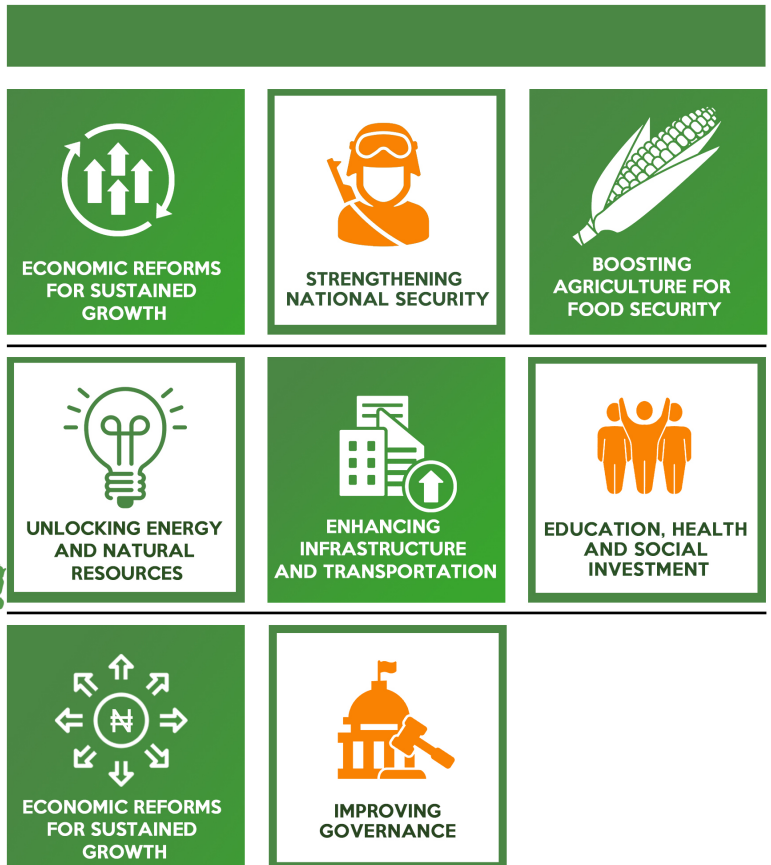 ECONOMIC REFORMS
FOR SUSTAINED
GROWTH
STRENGTHENING
NATIONAL SECURITY
BOOSTING
AGRICULTURE FOR
FOOD SECURITY
UNLOCKING ENERGY
AND NATURAL
RESOURCES
ENHANCING
INFRASTRUCTURE
AND TRANSPORTATION
EDUCATION, HEALTH
AND SOCIAL
INVESTMENT
₦
ECONOMIC REFORMS
FOR SUSTAINED
GROWTH
IMPROVING
GOVERNANCE